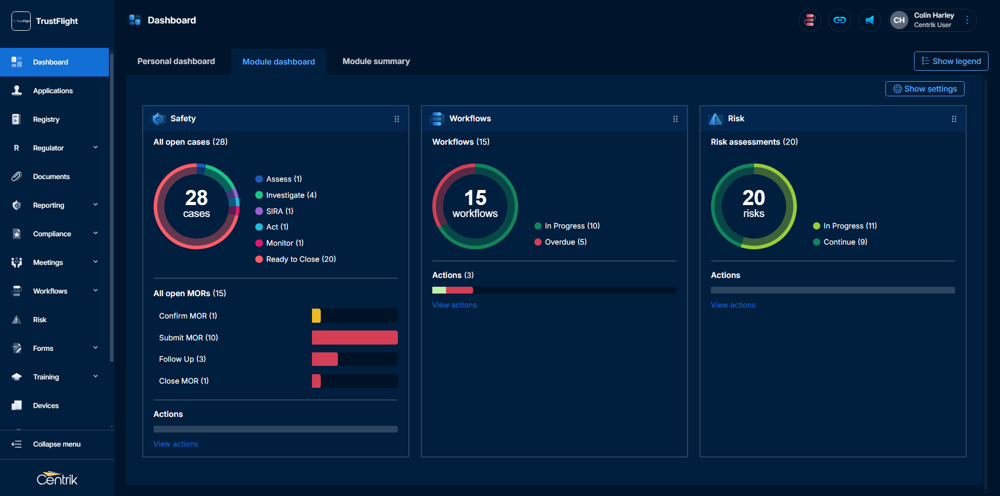 TrustFlight
TrustFlight
Dashboard
Colin Harley
Centrik User
CH
Dashboard
Applications
Registry
R Regulator
Documents
Reporting
Compliance
Meetings
Workflows
Risk
Forms
Training
Devices
Collapse menu
Centrik
Personal dashboard
Module dashboard
Module summary
Show legend
Show settings
Safety
All open cases (28)
28
cases
Assess (1)
Investigate (4)
SIRA (1)
Act (1)
Monitor (1)
Ready to Close (20)
All open MORs (15)
Confirm MOR (1)
Submit MOR (10)
Follow Up (3)
Close MOR (1)
Actions
View actions
Workflows
Workflows (15)
15
workflows
In Progress (10)
Overdue (5)
Actions (3)
View actions
Risk
Risk assessments (20)
20
risks
In Progress (11)
Continue (9)
Actions
View actions